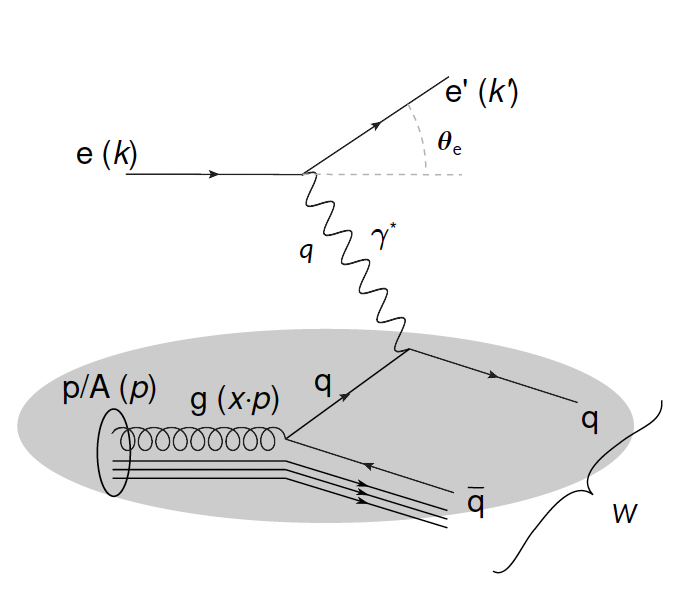 e' (k')
θe
e (k)
q
γ*
p/A (p)
g (x·p)
q
q
q̅
W